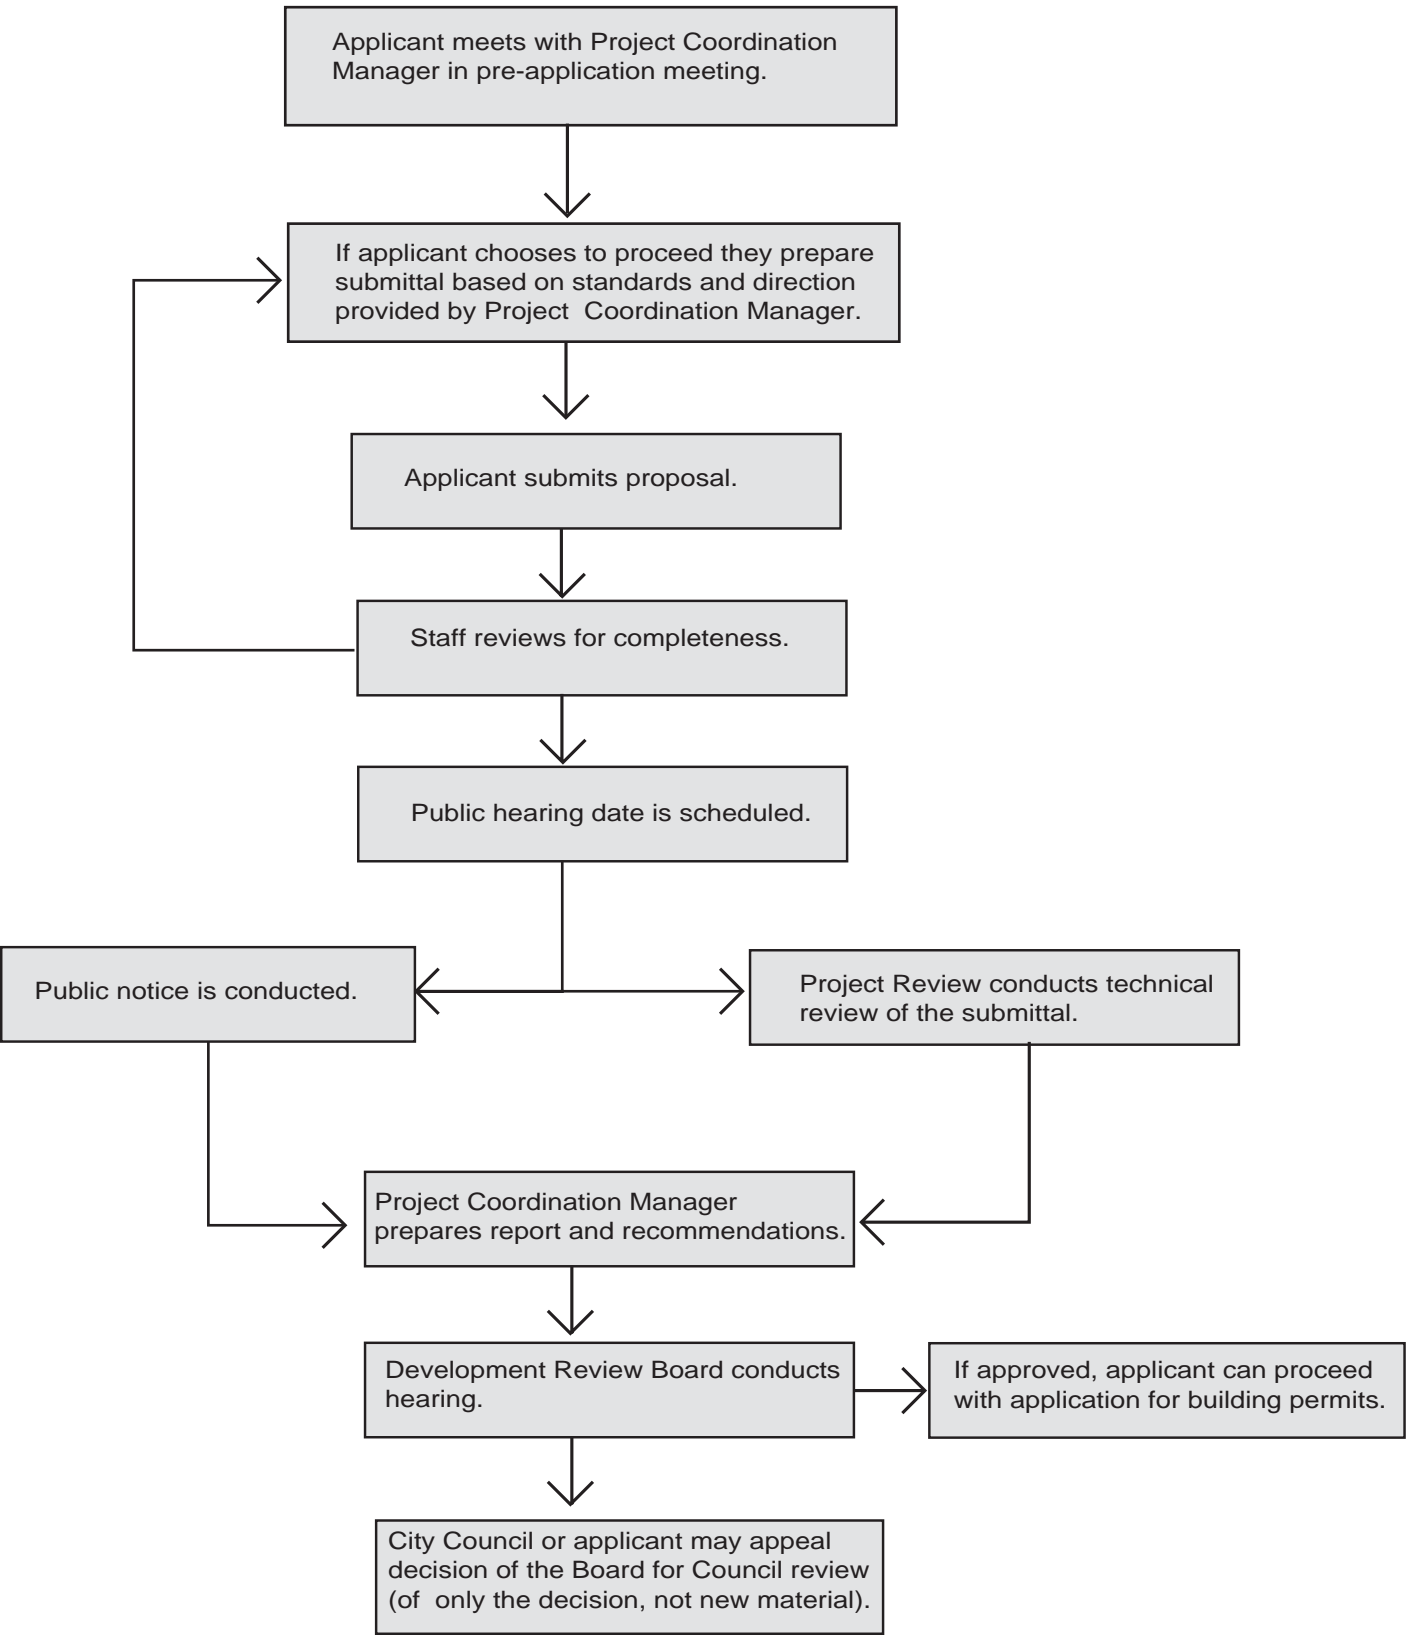 Applicant meets with Project Coordination
Manager in pre-application meeting.
If applicant chooses to proceed they prepare
submittal based on standards and direction
provided by Project  Coordination Manager.
Applicant submits proposal.
Staff reviews for completeness.
Public hearing date is scheduled.
Public notice is conducted.
Project Review conducts technical
review of the submittal.
Project Coordination Manager
prepares report and recommendations.
Development Review Board conducts
hearing.
If approved, applicant can proceed
with application for building permits.
City Council or applicant may appeal
decision of the Board for Council review
(of  only the decision, not new material).